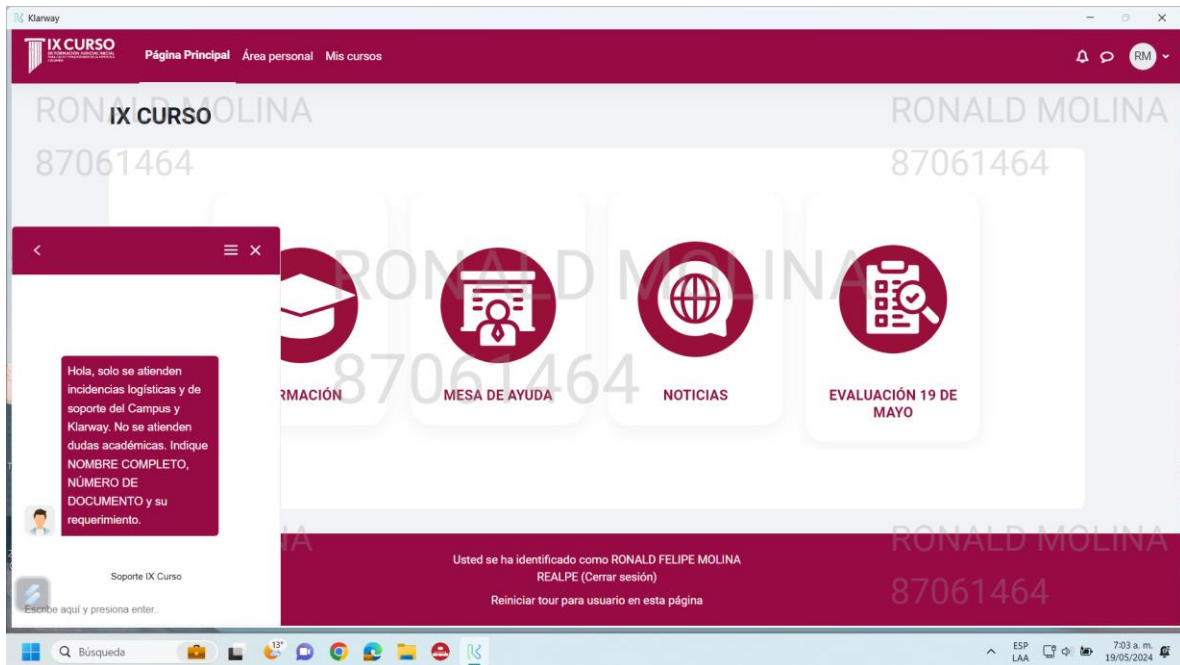 Klarway
IX CURSO
Página Principal Área personal Mis cursos
RM
RONALD MOLINA
87061464
RONALD MOLINA
87061464
IX CURSO
RONALD MOLINA
87061464
RMACIÓN
MESA DE AYUDA
NOTICIAS
EVALUACIÓN 19 DE
MAYO
Hola, solo se atienden
incidencias logísticas y de
soporte del Campus y
Klarway. No se atienden
dudas académicas. Indique
NOMBRE COMPLETO,
NÚMERO DE
DOCUMENTO y su
requerimiento.
Soporte IX Curso
Escribe aquí y presiona enter..
NA
RONALD MOLINA
87061464
Usted se ha identificado como RONALD FELIPE MOLINA
REALPE (Cerrar sesión)
Reiniciar tour para usuario en esta página
Búsqueda
13°
ESP
LAA
7:03 a. m.
19/05/2024